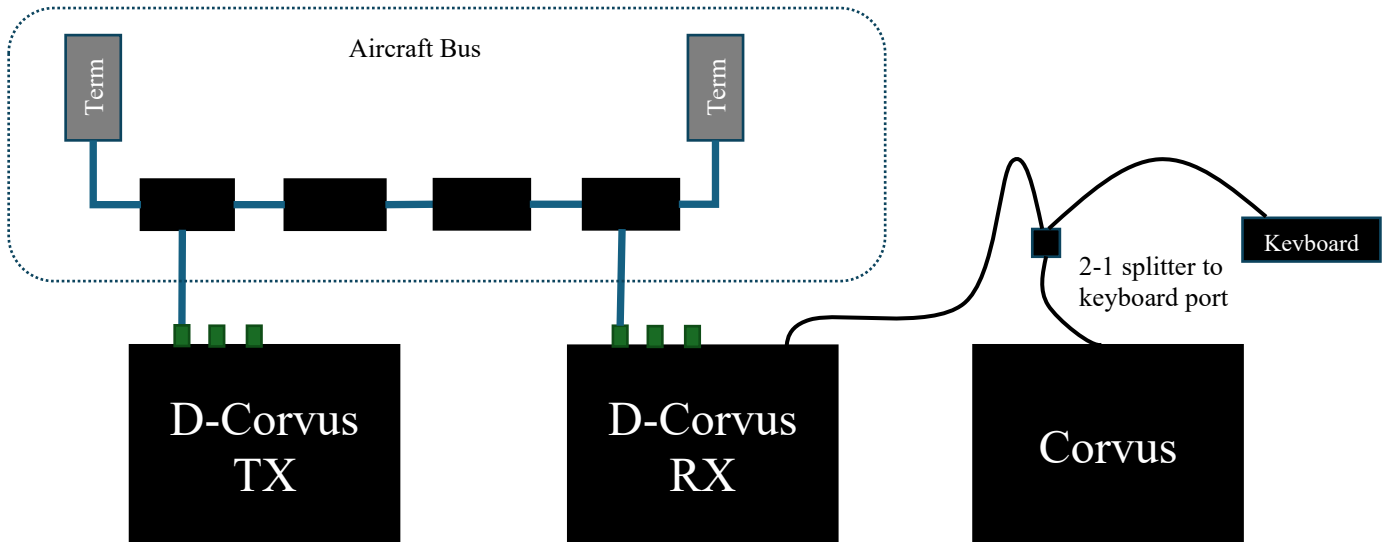 Aircraft Bus
Term
Term
Keyboard
2-1 splitter to
keyboard port
D-Corvus
TX
D-Corvus
RX
Corvus